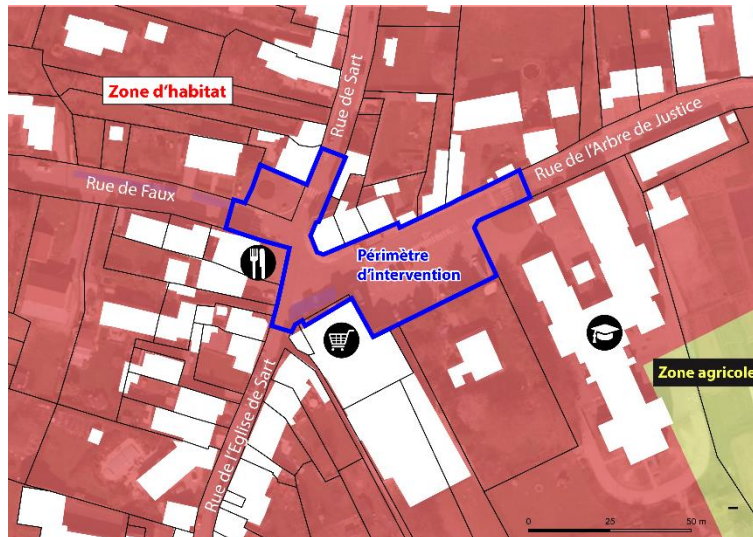 Zone d'habitat
Rue de Sart
Rue de l'Arbre de Justice
Rue de Faux
Périmètre
d'intervention
Zone agricole
Rue de l'Eglise de Sart
0 25 50 m